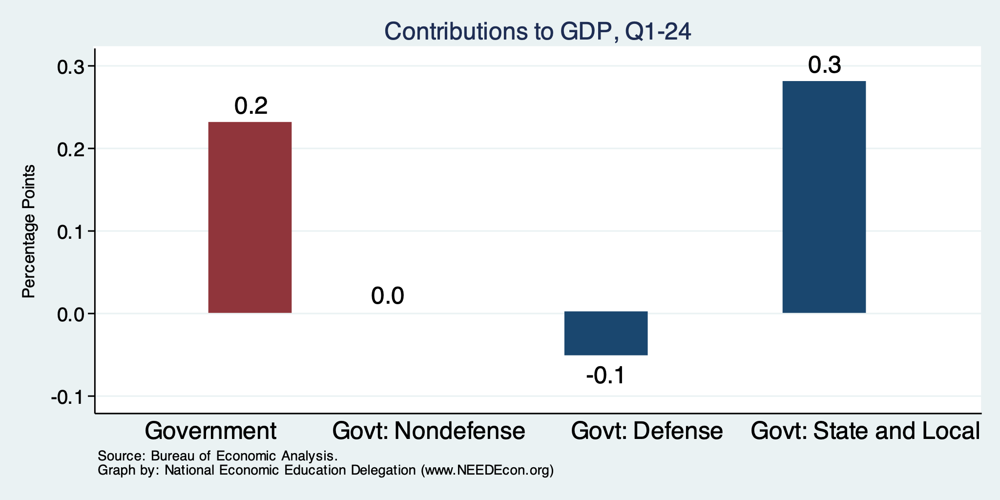 Contributions to GDP, Q1-24
Percentage Points
0.3
0.2
0.1
0.0
-0.1
0.2
0.0
-0.1
0.3
Government
Govt: Nondefense
Govt: Defense
Govt: State and Local
Source: Bureau of Economic Analysis.
Graph by: National Economic Education Delegation (www.NEEDEcon.org)